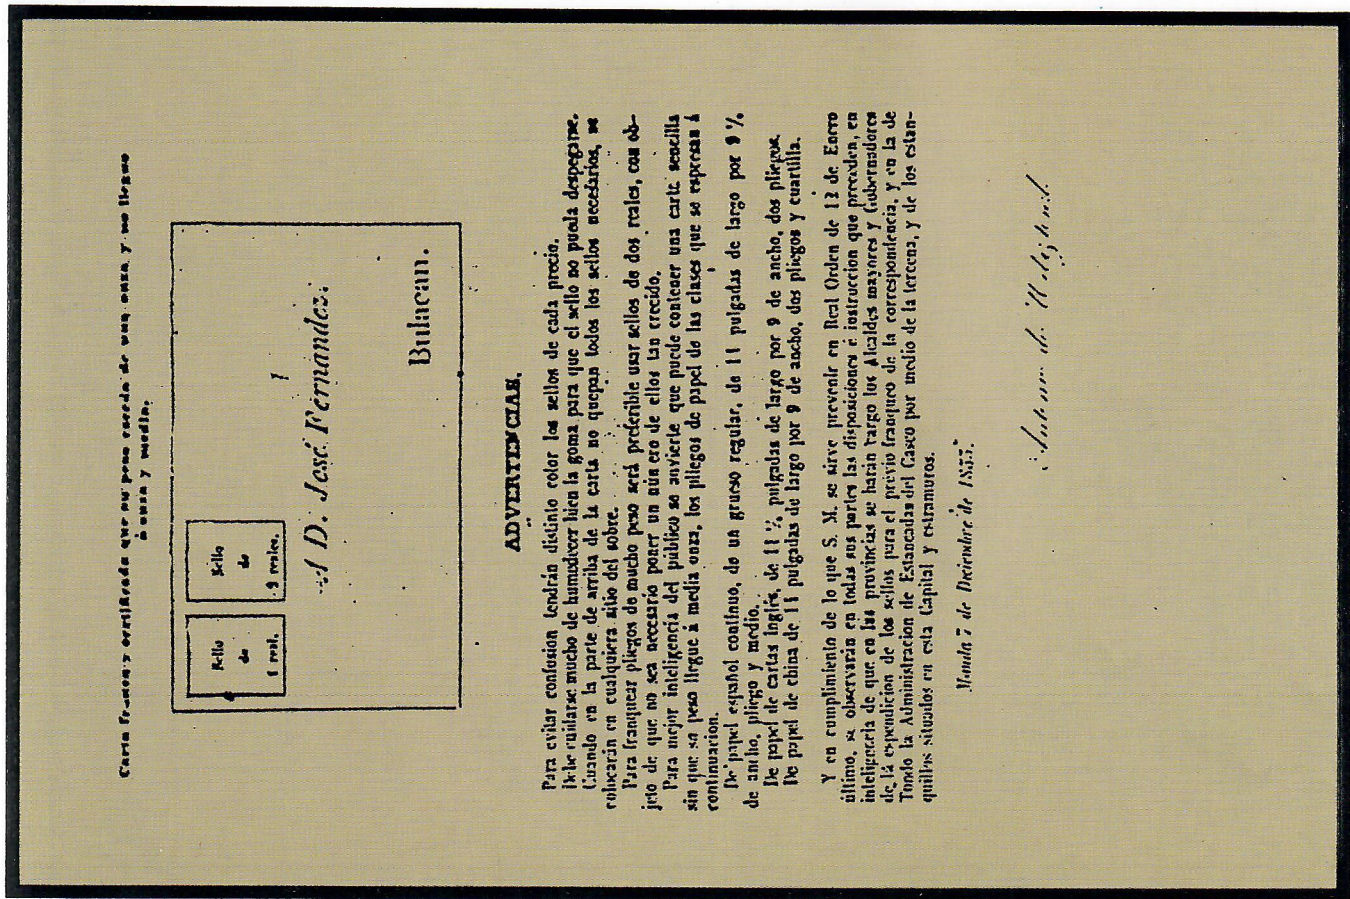 Carta franca y certificada que su peso esceda de una onza y no llegue
á onza y media.
Sello
de
1 real.
Sello
de
2 reales.
A D. José Fernandez.
Bulacan.
ADVERTENCIAS.
Para evitar confusion tendrán distinto color los sellos de cada precio.
Debe cuidarse mucho de humedecer bien la goma para que el sello no pueda despegarse.
Cuando en la parte de arriba de la carta no quepan todos los sellos necesarios, se
colocarán en cualquiera sitio del sobre.
Para franquear pliegos de mucho peso será preferible usar sellos de dos reales, con ob-
jeto de que no sea necesario poner un número de ellos tan crecido.
Para mejor inteligencia del público se anvierte que puede contener una carte sencilla
sin que su peso llegue á media onza, los pliegos de papel de las clases que se espresan á
continuacion.
De papel español contínuo, de un grueso regular, de 11 pulgadas de largo por 9 ½
de ancho, pliego y medio.
De papel de cartas inglés, de 11 ½ pulgadas de largo por 9 de ancho, dos pliegos.
De papel de china de 11 pulgadas de largo por 9 de ancho, dos pliegos y cuartilla.
Y en cumplimiento de lo que S. M. se sirve prevenir en Real Orden de 12 de Enero
último, se observarán en todas sus partes las disposiciones é instruccion que preceden, en
inteligencia de que en las provincias se harán cargo los Alcaldes mayores y Gobernadores
de la espendicion de los sellos para el prévio franqueo de la correspondencia, y en la de
Tondo la Administracion de Estancadas del Casco por medio de la tercena, y de los estan-
quillos situados en esta Capital y estramuros.
Manila 7 de Diciembre de 1853.
Antonio de